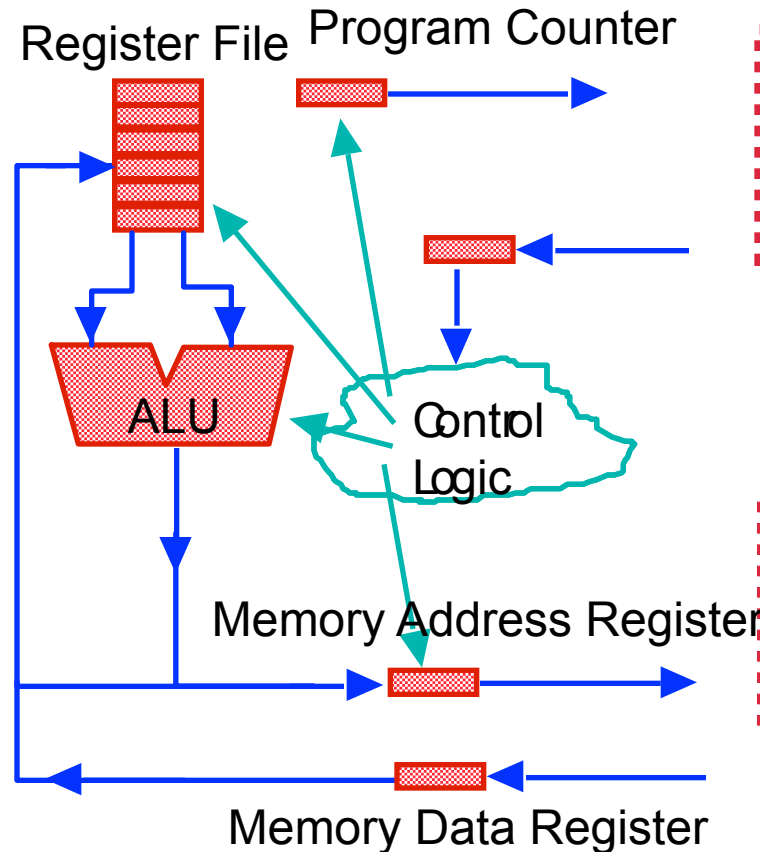 Register File
Program Counter
ALU
Control
Logic
Memory Address Register
Memory Data Register